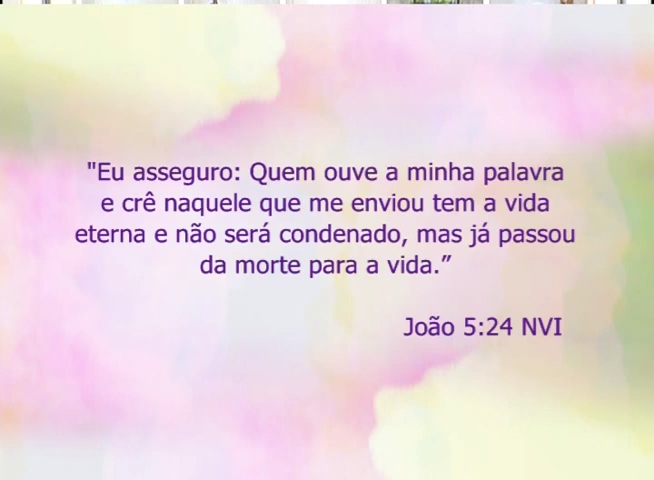 "Eu asseguro: Quem ouve a minha palavra
e crê naquele que me enviou tem a vida
eterna e não será condenado, mas já passou
da morte para a vida.”
João 5:24 NVI